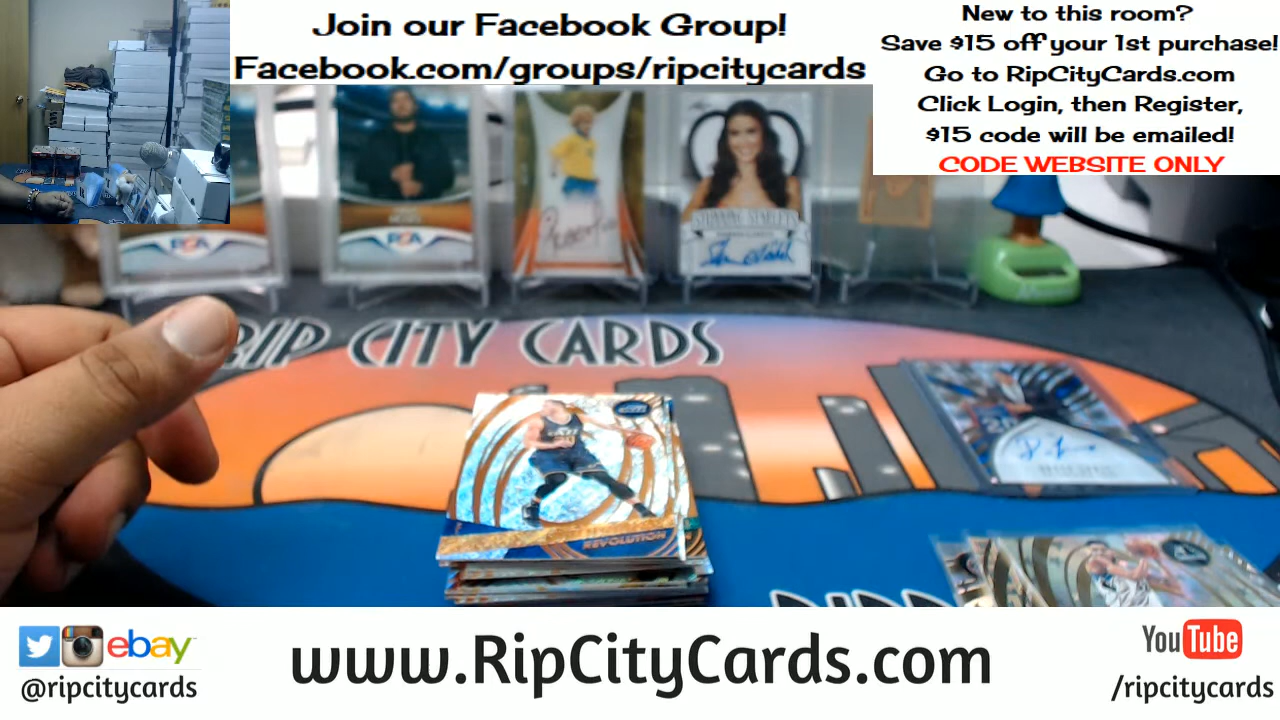 Join our Facebook Group!
Facebook.com/groups/ripcitycards
New to this room?
Save $15 off your 1st purchase!
Go to RipCityCards.com
Click Login, then Register,
$15 code will be emailed!
CODE WEBSITE ONLY
STUNNING STARLETS
RIP CITY CARDS
REVOLUTION
ebay
@ripcitycards
www.RipCityCards.com
YouTube
/ripcitycards